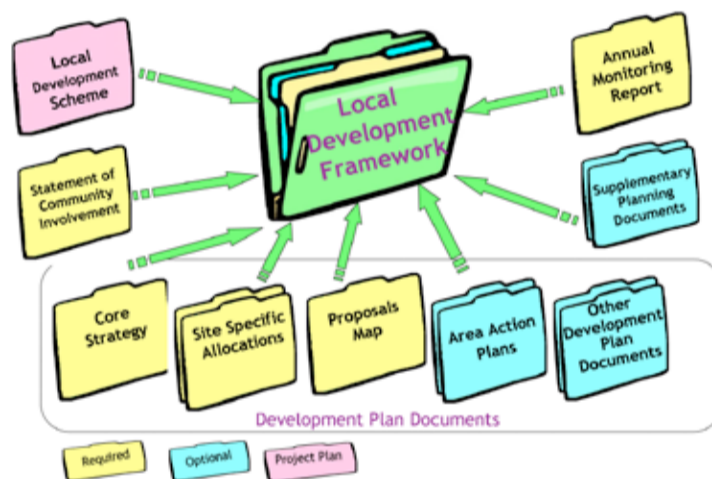 Local
Development
Scheme
Local
Development
Framework
Annual
Monitoring
Report
Statement of
Community
Involvement
Supplementary
Planning
Documents
Core
Strategy
Site Specific
Allocations
Proposals
Map
Area Action
Plans
Other
Development
Plan
Documents
Development Plan Documents
Required
Optional
Project Plan